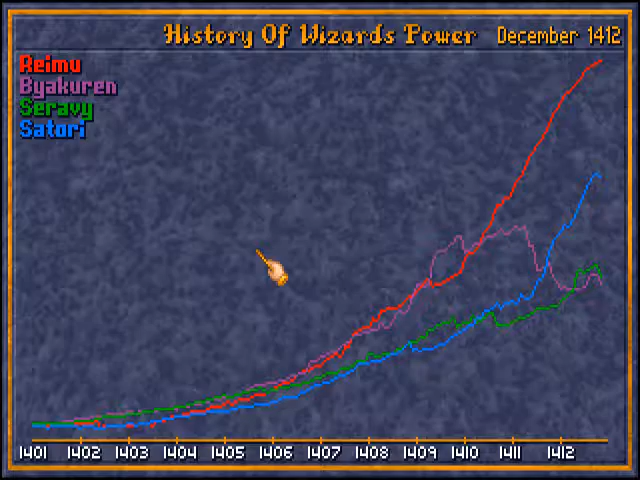 History Of Wizards Power December 1412
Reimu
Byakuren
Seravy
Satori
1401 1402 1403 1404 1405 1406 1407 1408 1409 1410 1411 1412